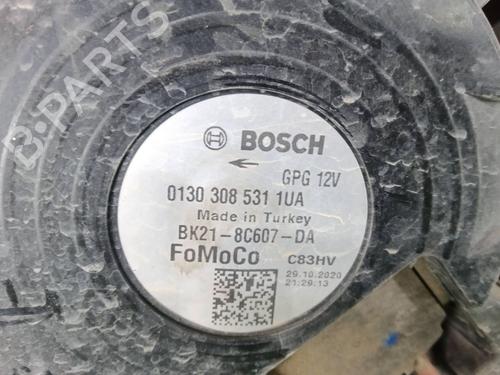 B.PARTS
BOSCH
GPG 12V
0130 308 531 1UA
Made in Turkey
BK21-8C607-DA
FoMoCo C83HV
29.10.2020
21:29:13